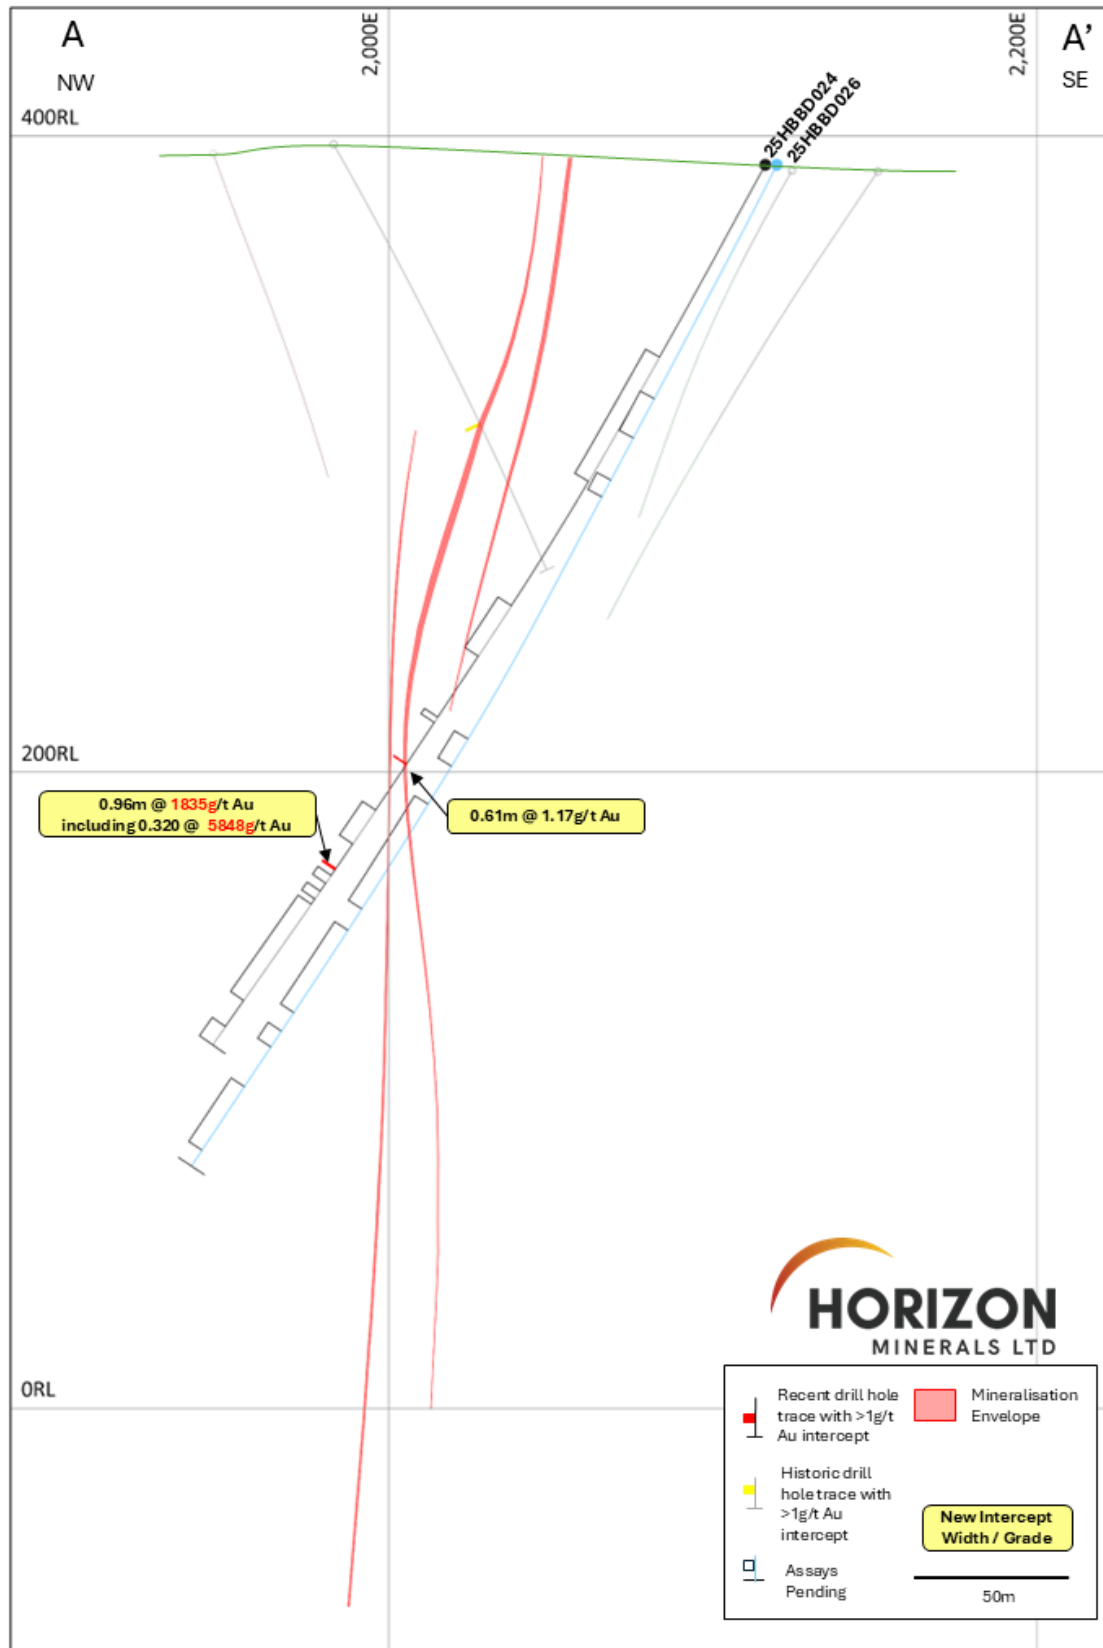 A
NW
2,000E
2,200E
A'
SE
400RL
25HBBD024
25HBBD026
200RL
0.96m @ 1835g/t Au
including 0.320 @ 5848g/t Au
0.61m @ 1.17g/t Au
0RL
HORIZON
MINERALS LTD
Recent drill hole
trace with >1g/t
Au intercept
Mineralisation
Envelope
Historic drill
hole trace with
>1g/t Au
intercept
New Intercept
Width / Grade
Assays
Pending
50m